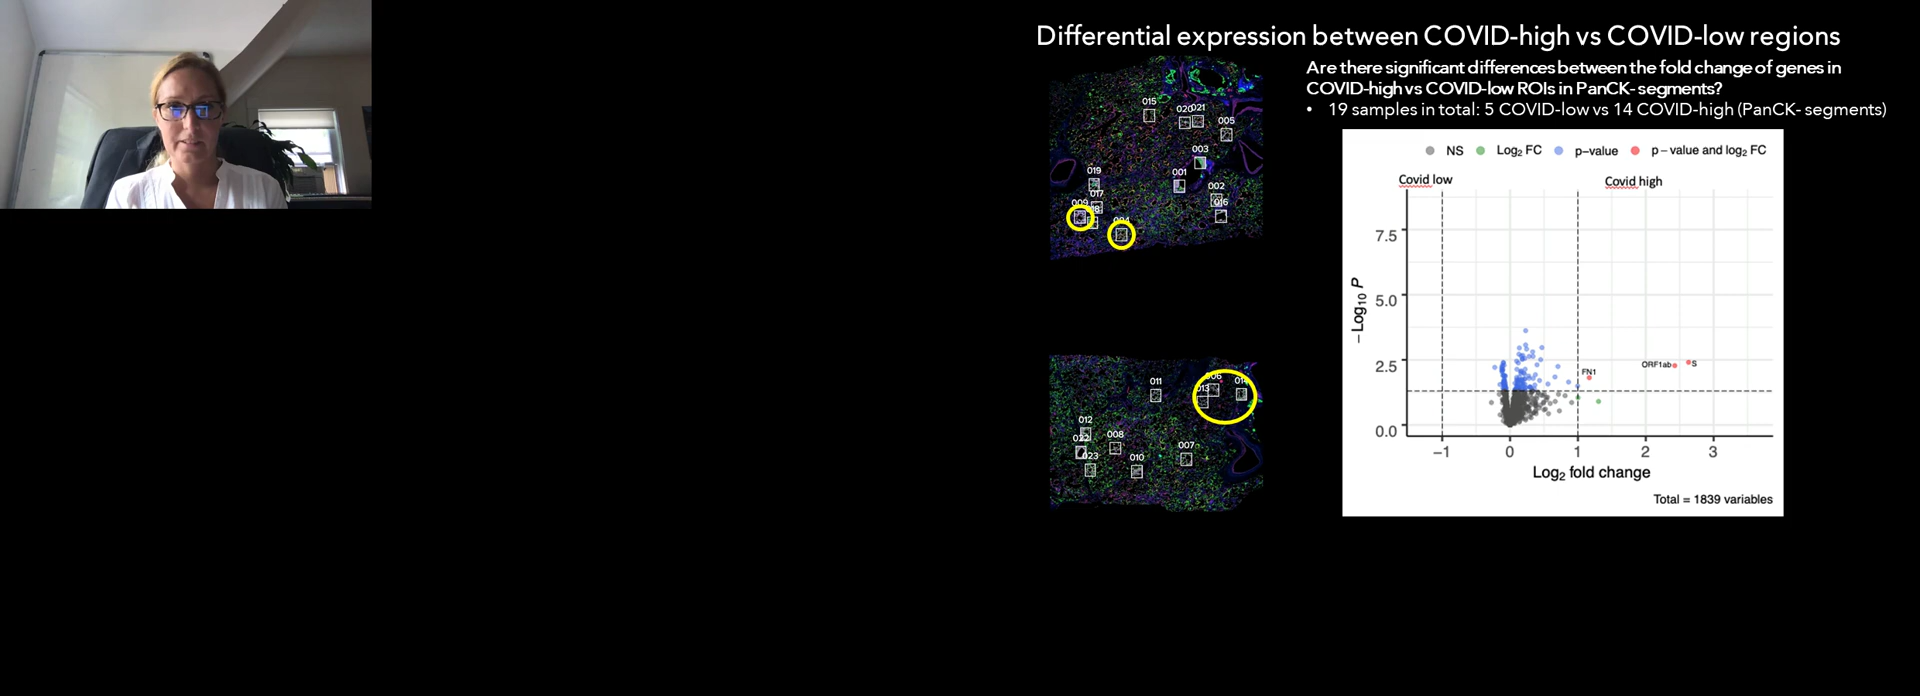 Differential expression between COVID-high vs COVID-low regions
Are there significant differences between the fold change of genes in
COVID-high vs COVID-low ROIs in PanCK- segments?
• 19 samples in total: 5 COVID-low vs 14 COVID-high (PanCK- segments)
015
020
021
005
003
001
019
002
017
009
016
004
011
006
014
013
012
022
008
007
023
010
NS
Log₂ FC
p-value
p – value and log₂ FC
Covid low
Covid high
7.5
5.0
2.5
0.0
– Log₁₀ P
FN1
ORF1ab
S
−1
0
1
2
3
Log₂ fold change
Total = 1839 variables